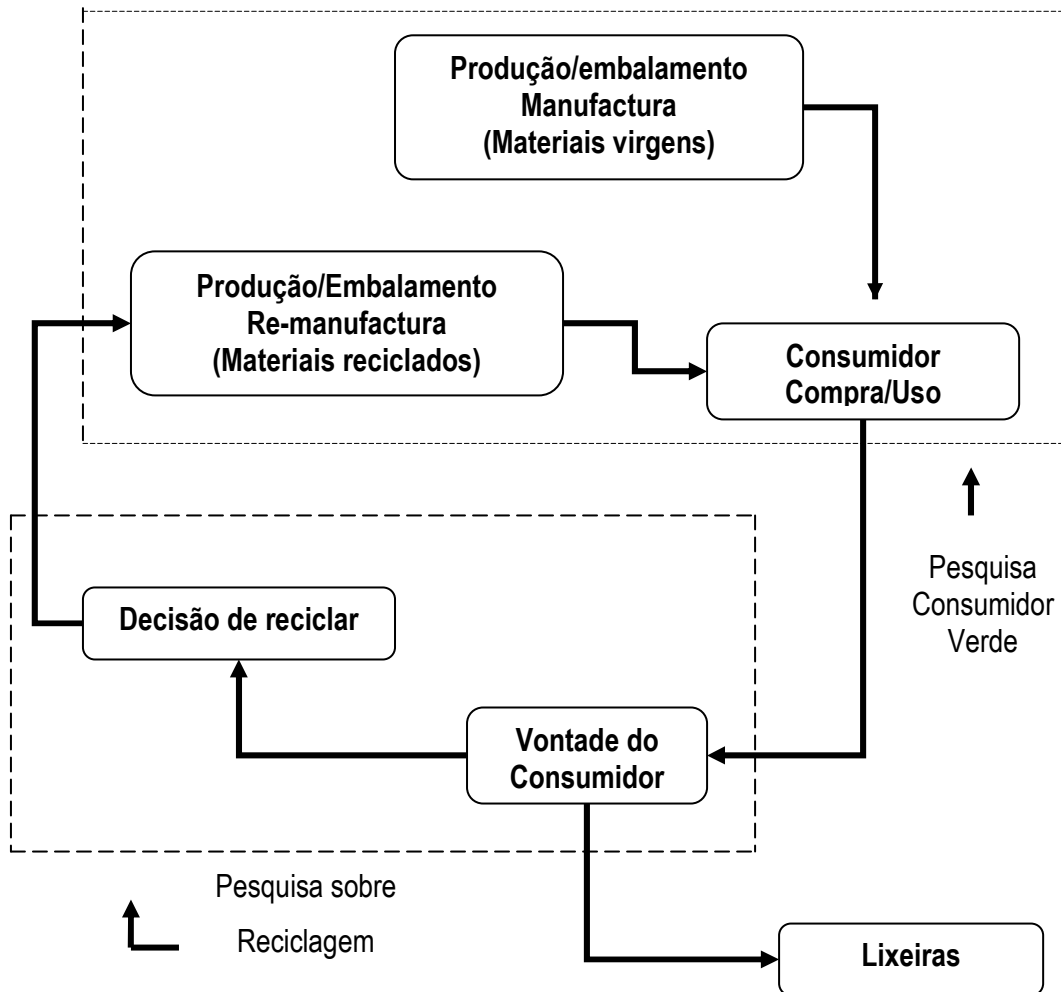 Produção/embalamento
Manufactura
(Materiais virgens)
Produção/Embalamento
Re-manufactura
(Materiais reciclados)
Consumidor
Compra/Uso
Pesquisa
Consumidor
Verde
Decisão de reciclar
Vontade do
Consumidor
Pesquisa sobre
Reciclagem
Lixeiras